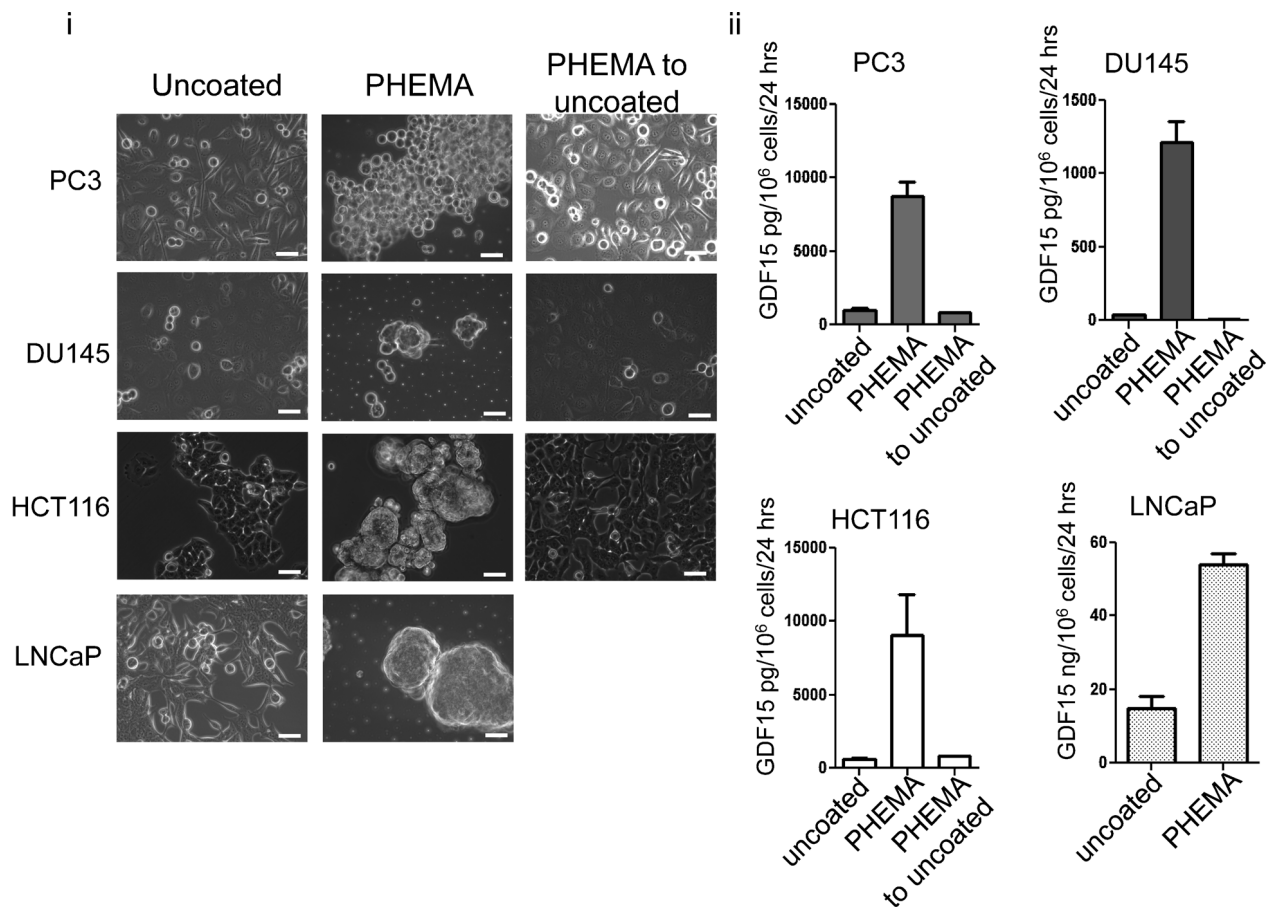 i
Uncoated
PHEMA
PHEMA to
uncoated
PC3
DU145
HCT116
LNCaP
ii
PC3
GDF15 pg/10⁶ cells/24 hrs
15000
10000
5000
0
uncoated
PHEMA
PHEMA
to uncoated
DU145
GDF15 pg/10⁶ cells/24 hrs
1500
1000
500
0
uncoated
PHEMA
PHEMA
to uncoated
HCT116
GDF15 pg/10⁶ cells/24 hrs
15000
10000
5000
0
uncoated
PHEMA
PHEMA
to uncoated
LNCaP
GDF15 ng/10⁶ cells/24 hrs
60
40
20
0
uncoated
PHEMA